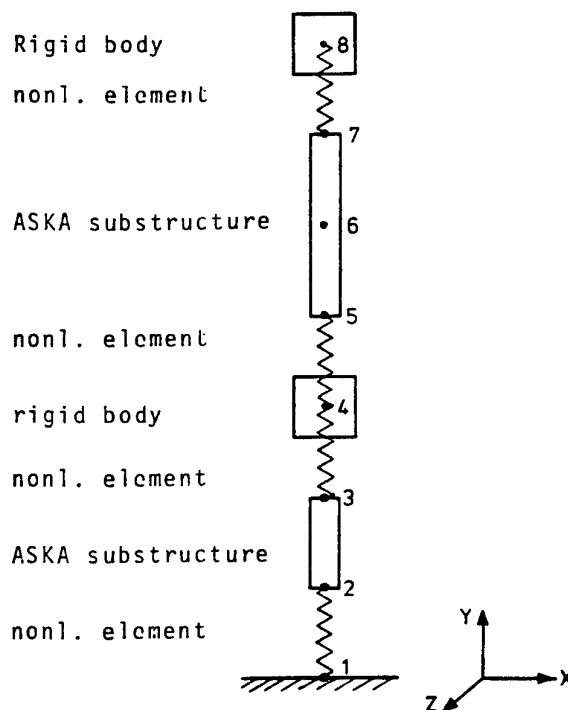 Rigid body
8
nonl. element
7
ASKA substructure
6
5
nonl. element
rigid body
4
nonl. element
3
ASKA substructure
2
nonl. element
1
Y
X
Z